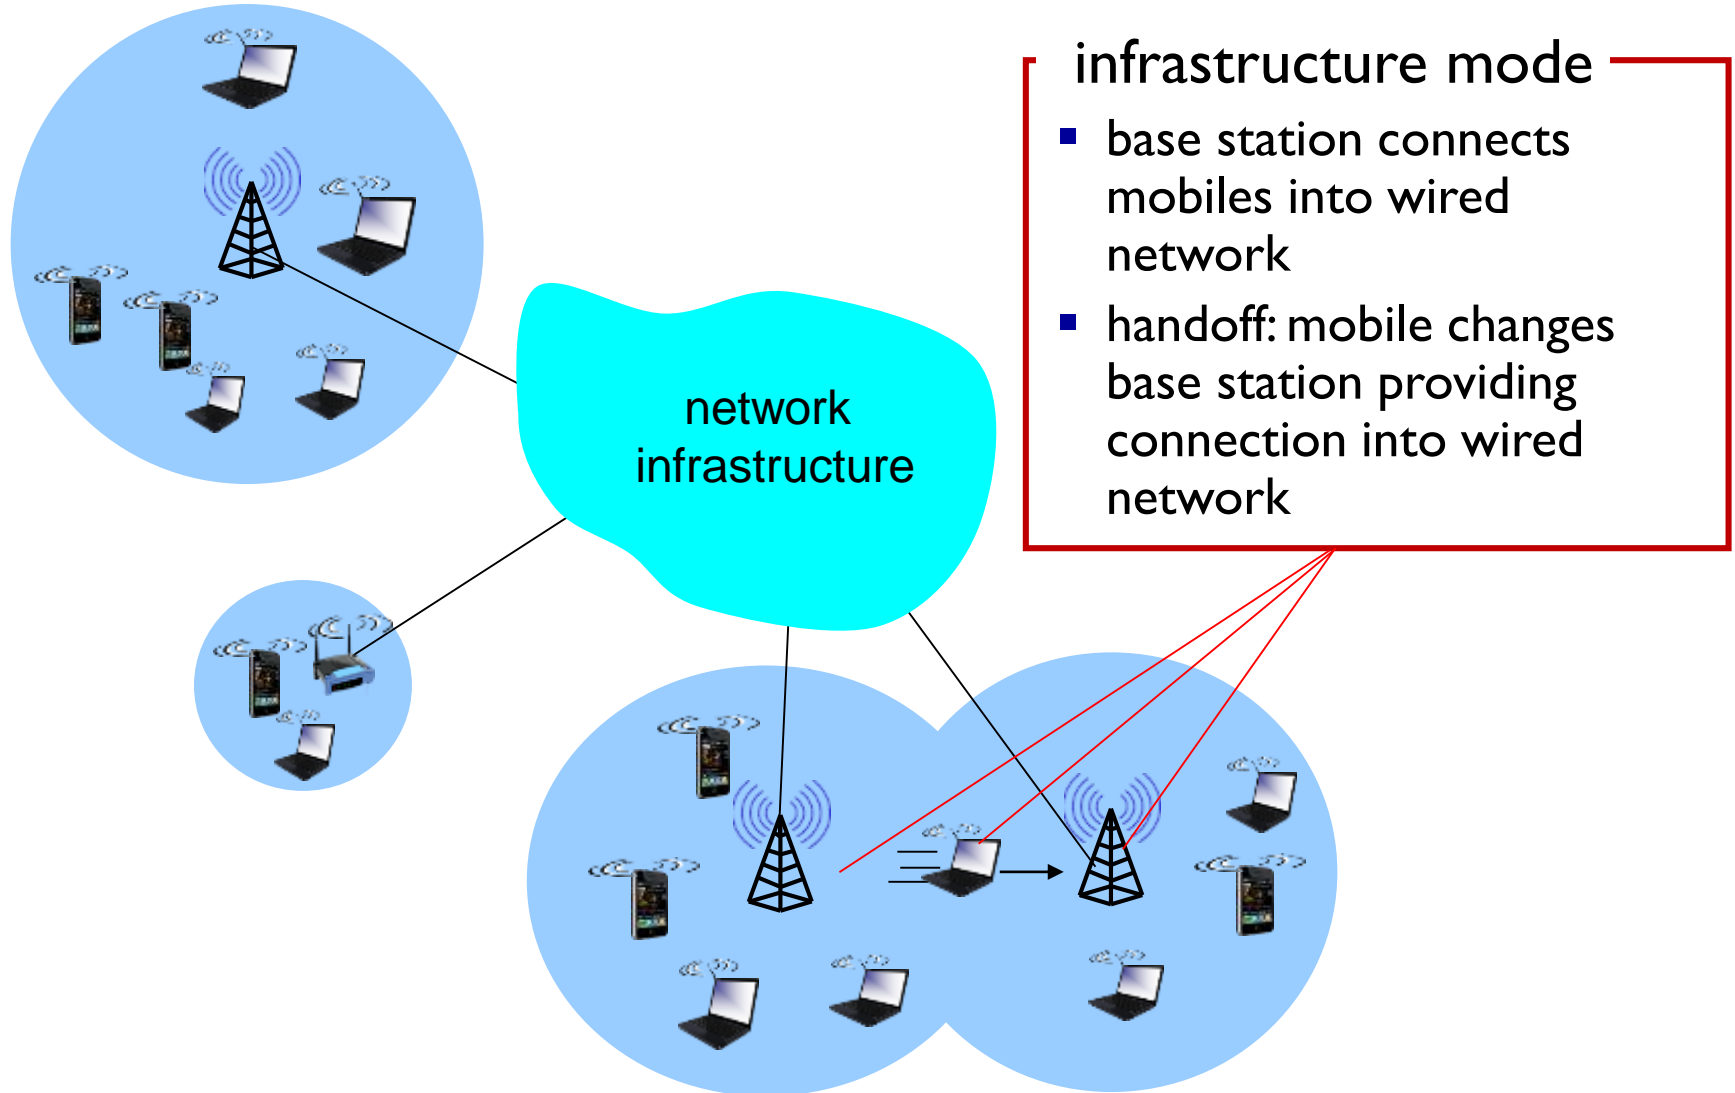 infrastructure mode
base station connects
mobiles into wired
network
handoff: mobile changes
base station providing
connection into wired
network
network
infrastructure